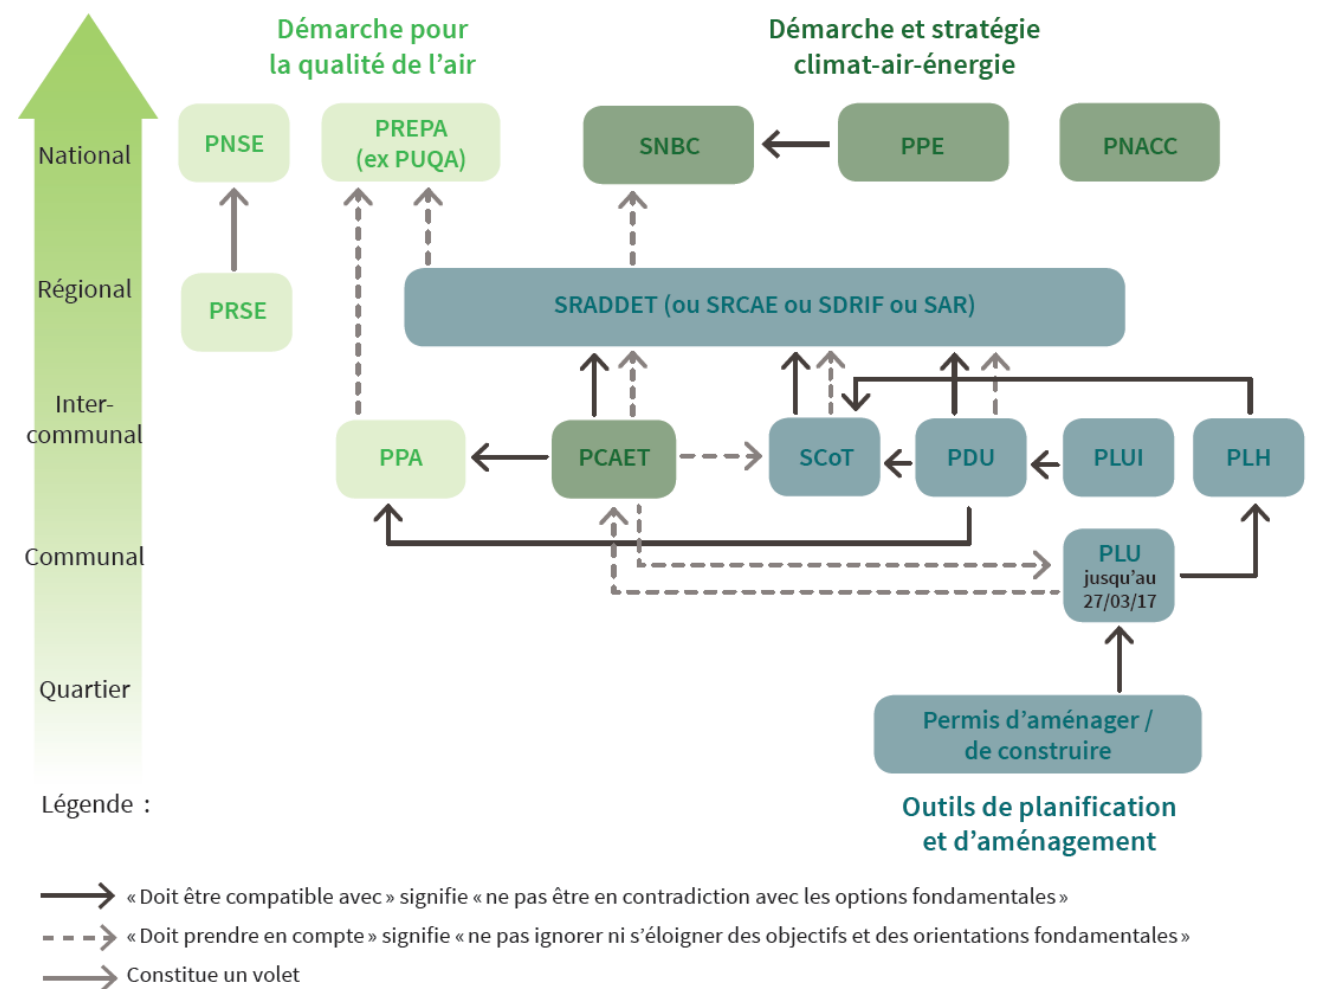 Démarche pour
la qualité de l’air
Démarche et stratégie
climat-air-énergie
National
PNSE
PREPA
(ex PUQA)
SNBC
PPE
PNACC
Régional
PRSE
SRADDET (ou SRCAE ou SDRIF ou SAR)
Inter-
communal
PPA
PCAET
SCoT
PDU
PLUI
PLH
Communal
PLU
jusqu’au
27/03/17
Quartier
Permis d’aménager /
de construire
Légende :
Outils de planification
et d’aménagement
« Doit être compatible avec » signifie « ne pas être en contradiction avec les options fondamentales »
« Doit prendre en compte » signifie « ne pas ignorer ni s’éloigner des objectifs et des orientations fondamentales »
Constitue un volet